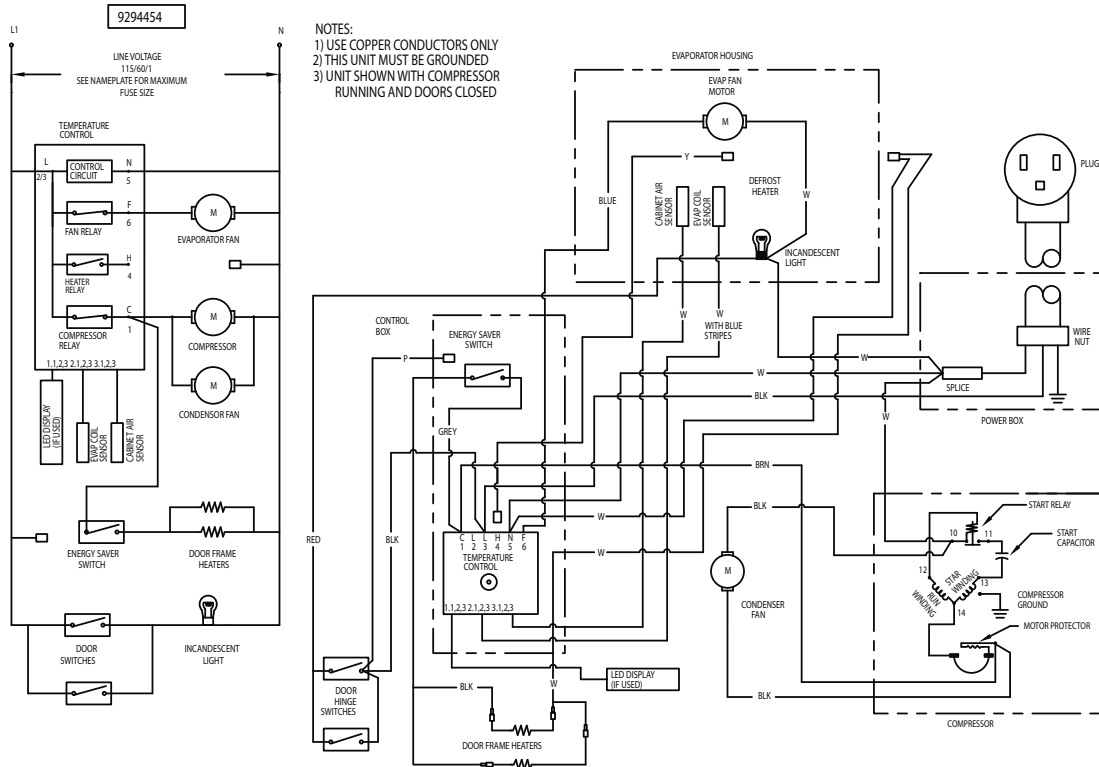 9294454
L1
N
LINE VOLTAGE
115/60/1
SEE NAMEPLATE FOR MAXIMUM
FUSE SIZE
NOTES:
1) USE COPPER CONDUCTORS ONLY
2) THIS UNIT MUST BE GROUNDED
3) UNIT SHOWN WITH COMPRESSOR
RUNNING AND DOORS CLOSED
TEMPERATURE
CONTROL
L
2/3
CONTROL
CIRCUIT
N
5
FAN RELAY
F
6
M
EVAPORATOR FAN
HEATER
RELAY
H
4
COMPRESSOR
RELAY
C
1
M
COMPRESSOR
M
CONDENSOR FAN
1.1,2,3 2.1,2,3 3.1,2,3
LED DISPLAY
(IF USED)
EVAP COIL
SENSOR
CABINET AIR
SENSOR
ENERGY SAVER
SWITCH
DOOR FRAME
HEATERS
DOOR
SWITCHES
INCANDESCENT
LIGHT
EVAPORATOR HOUSING
EVAP FAN
MOTOR
M
Y
BLUE
CABINET AIR
SENSOR
EVAP COIL
SENSOR
DEFROST
HEATER
W
INCANDESCENT
LIGHT
W
W
WITH BLUE
STRIPES
CONTROL
BOX
ENERGY SAVER
SWITCH
P
GREY
RED
BLK
C L L H N F
1 2 3 4 5 6
TEMPERATURE
CONTROL
1.1,2,3 2.1,2,3 3.1,2,3
W
W
BLK
BRN
W
W
W
BLK
M
CONDENSER
FAN
BLK
DOOR
HINGE
SWITCHES
BLK
W
LED DISPLAY
(IF USED)
DOOR FRAME HEATERS
PLUG
WIRE
NUT
SPLICE
POWER BOX
START RELAY
10
11
START
CAPACITOR
12
STAR WINDING
13
RUN
WINDING
14
COMPRESSOR
GROUND
MOTOR PROTECTOR
COMPRESSOR